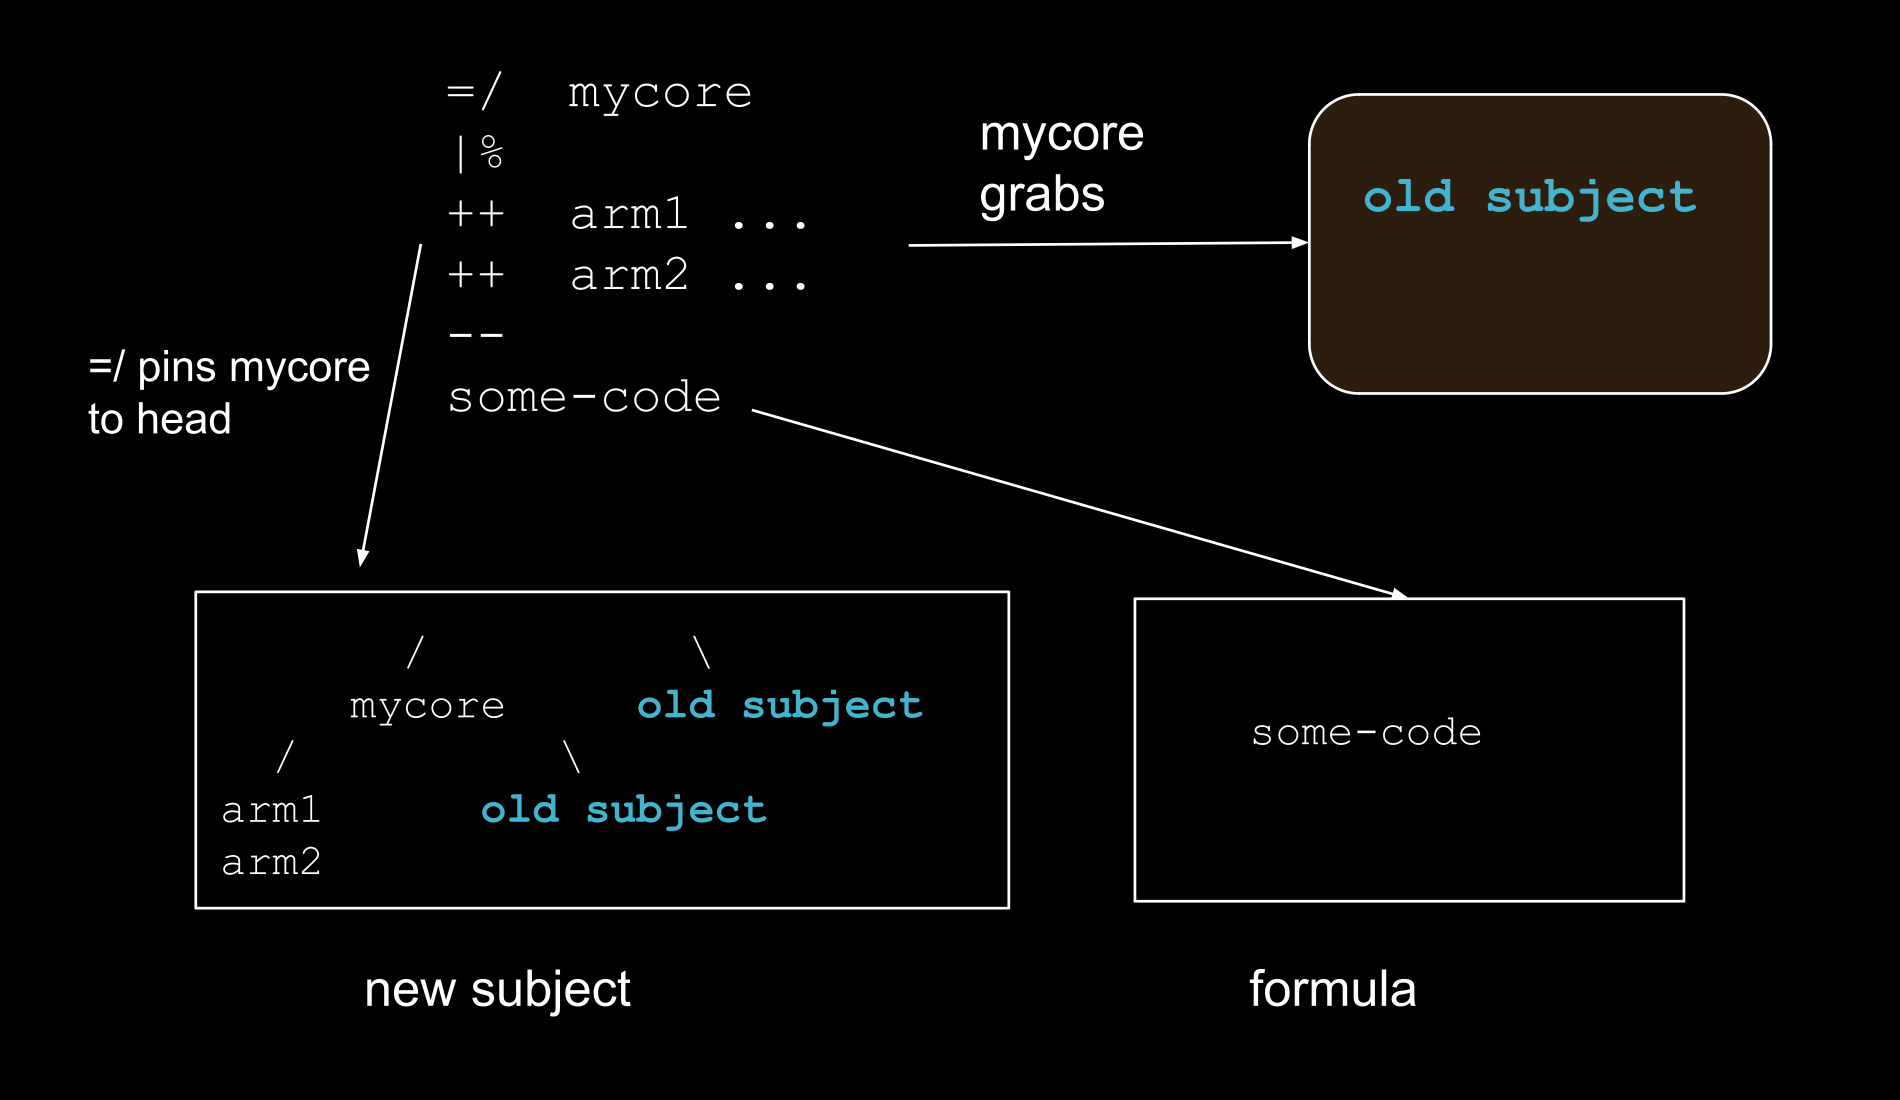 =/  mycore
|%
++  arm1 ...
++  arm2 ...
--
some-code
mycore
grabs
old subject
=/ pins mycore
to head
/ \
mycore old subject
/ \
arm1 old subject
arm2
new subject
some-code
formula